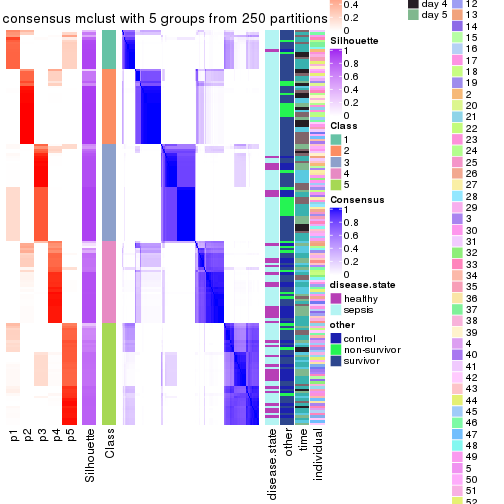 consensus mclust with 5 groups from 250 partitions
p1
p2
p3
p4
p5
Silhouette
Class
disease.state
other
time
individual
0.4
0.2
0
Silhouette
1
0.8
0.6
0.4
0.2
0
Class
1
2
3
4
5
Consensus
1
0.8
0.6
0.4
0.2
0
disease.state
healthy
sepsis
other
control
non-survivor
survivor
day 4
day 5
12
13
14
15
16
17
18
19
2
20
21
22
23
24
25
26
27
28
29
3
30
31
32
33
34
35
36
37
38
39
4
40
41
42
43
44
45
46
47
48
49
5
50
51
52